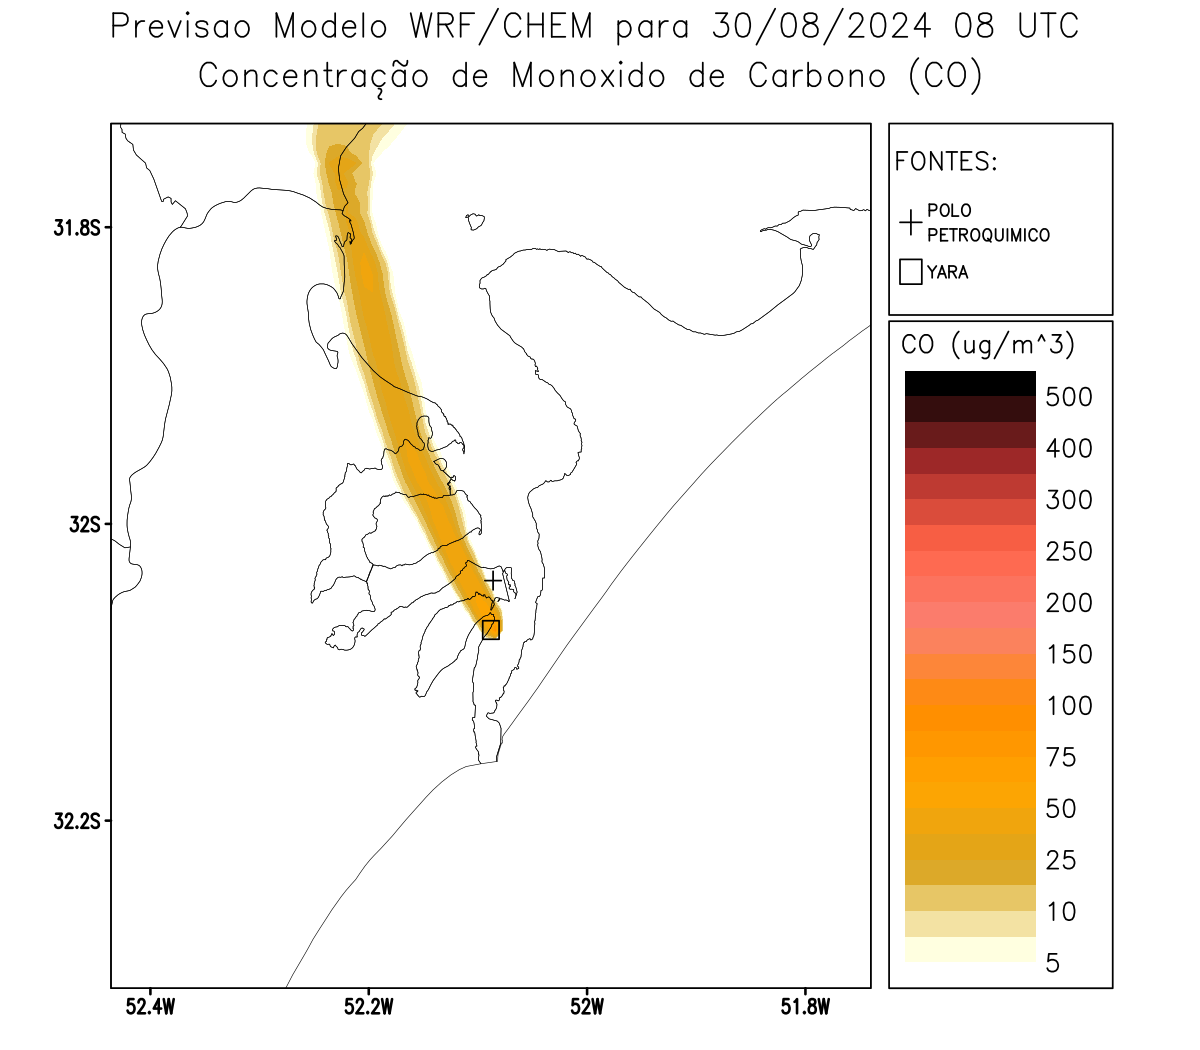 Previsao Modelo WRF/CHEM para 30/08/2024 08 UTC
Concentração de Monoxido de Carbono (CO)
FONTES:
POLO
PETROQUIMICO
YARA
31.8S
32S
32.2S
52.4W
52.2W
52W
51.8W
CO (ug/m^3)
500
400
300
250
200
150
100
75
50
25
10
5